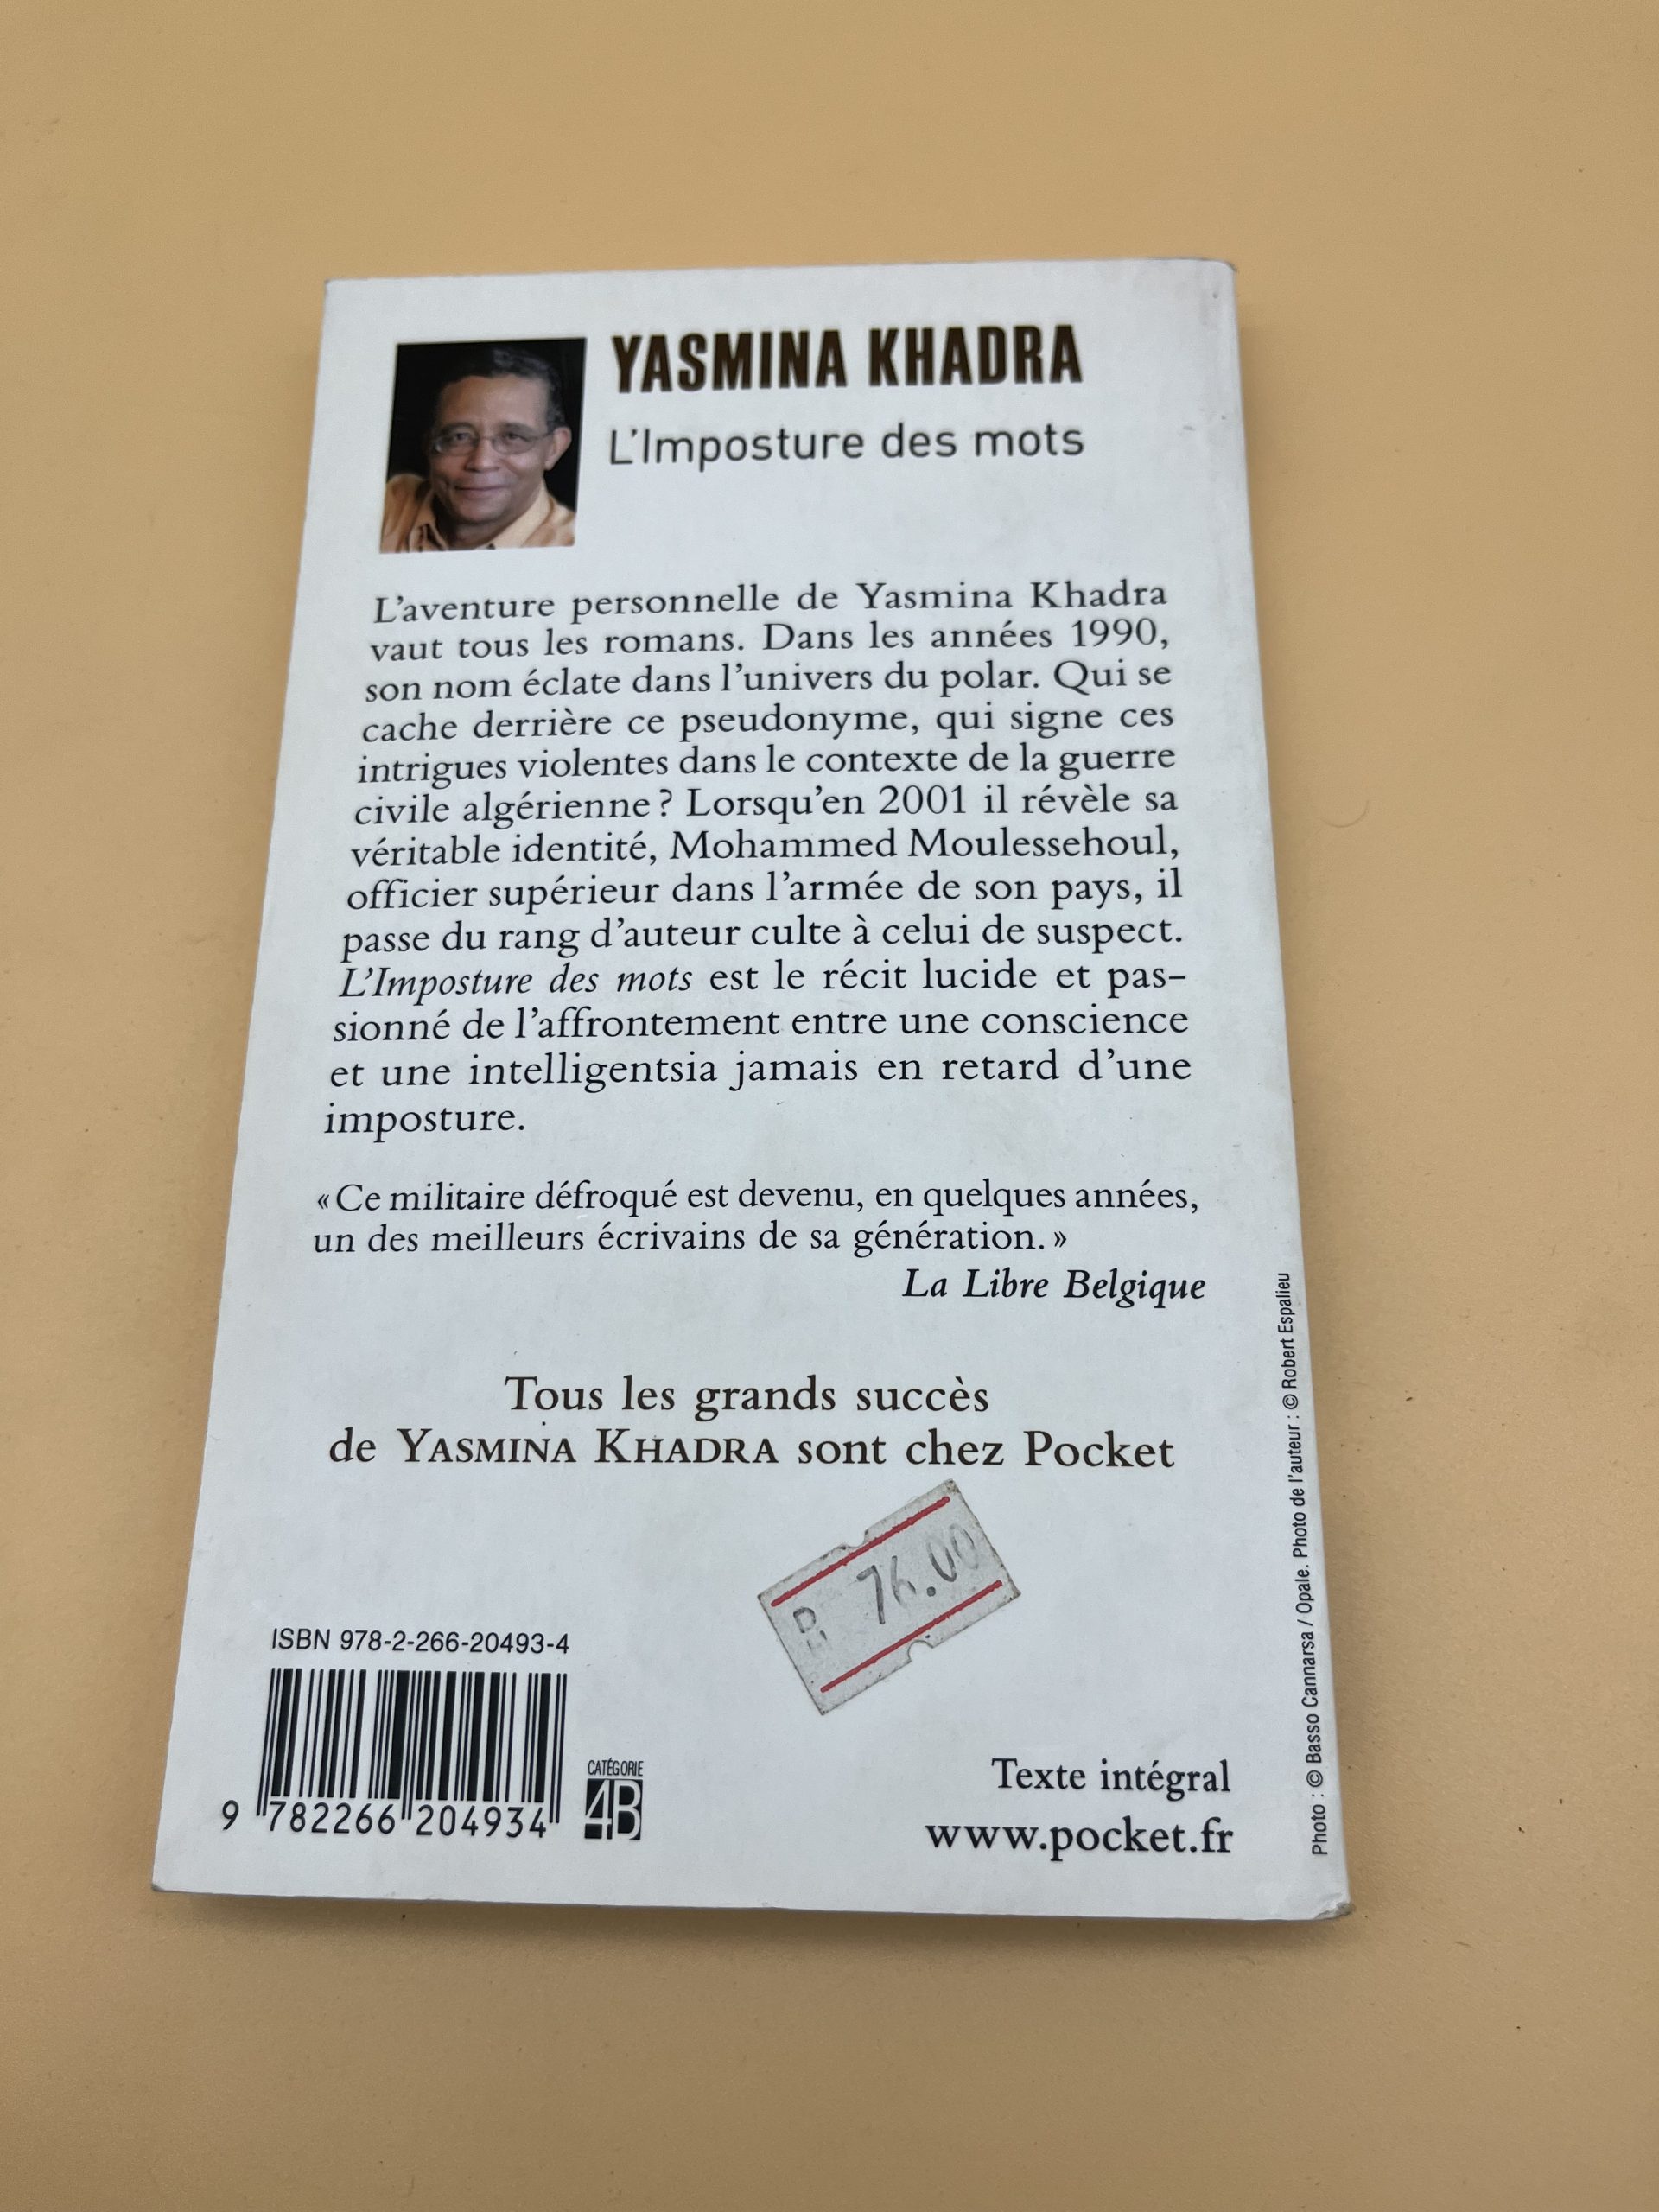 YASMINA KHADRA
L'Imposture des mots
L'aventure personnelle de Yasmina Khadra
vaut tous les romans. Dans les années 1990,
son nom éclate dans l'univers du polar. Qui se
cache derrière ce pseudonyme, qui signe ces
intrigues violentes dans le contexte de la guerre
civile algérienne ? Lorsqu'en 2001 il révèle sa
véritable identité, Mohammed Moulessehoul,
officier supérieur dans l'armée de son pays, il
passe du rang d'auteur culte à celui de suspect.
L'Imposture des mots est le récit lucide et pas-
sionné de l'affrontement entre une conscience
et une intelligentsia jamais en retard d'une
imposture.
« Ce militaire défroqué est devenu, en quelques années,
un des meilleurs écrivains de sa génération. »
La Libre Belgique
Tous les grands succès
de YASMINA KHADRA sont chez Pocket
76.00
ISBN 978-2-266-20493-4
9 782266 204934
CATÉGORIE
4B
Texte intégral
www.pocket.fr
Photo : © Basso Cannarsa / Opale. Photo de l'auteur : © Robert Espalieu